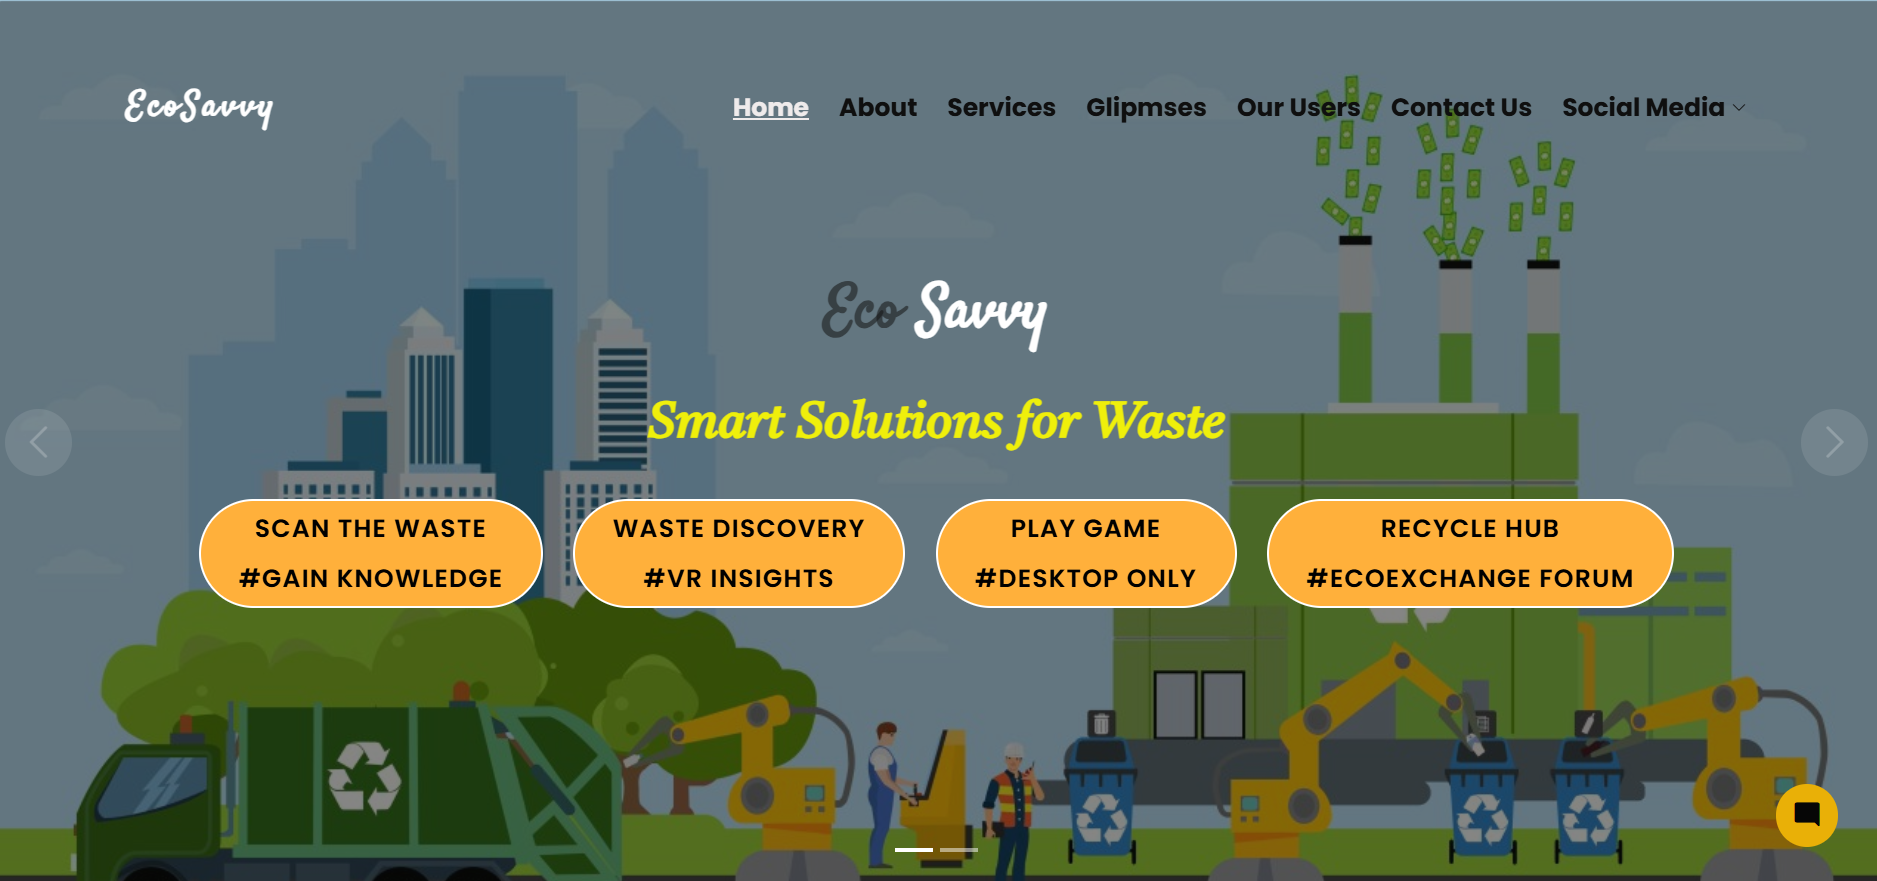 EcoSavvy
Home About Services Glipmses Our Users Contact Us Social Media
Eco Savvy
Smart Solutions for Waste
SCAN THE WASTE
#GAIN KNOWLEDGE
WASTE DISCOVERY
#VR INSIGHTS
PLAY GAME
#DESKTOP ONLY
RECYCLE HUB
#ECOEXCHANGE FORUM